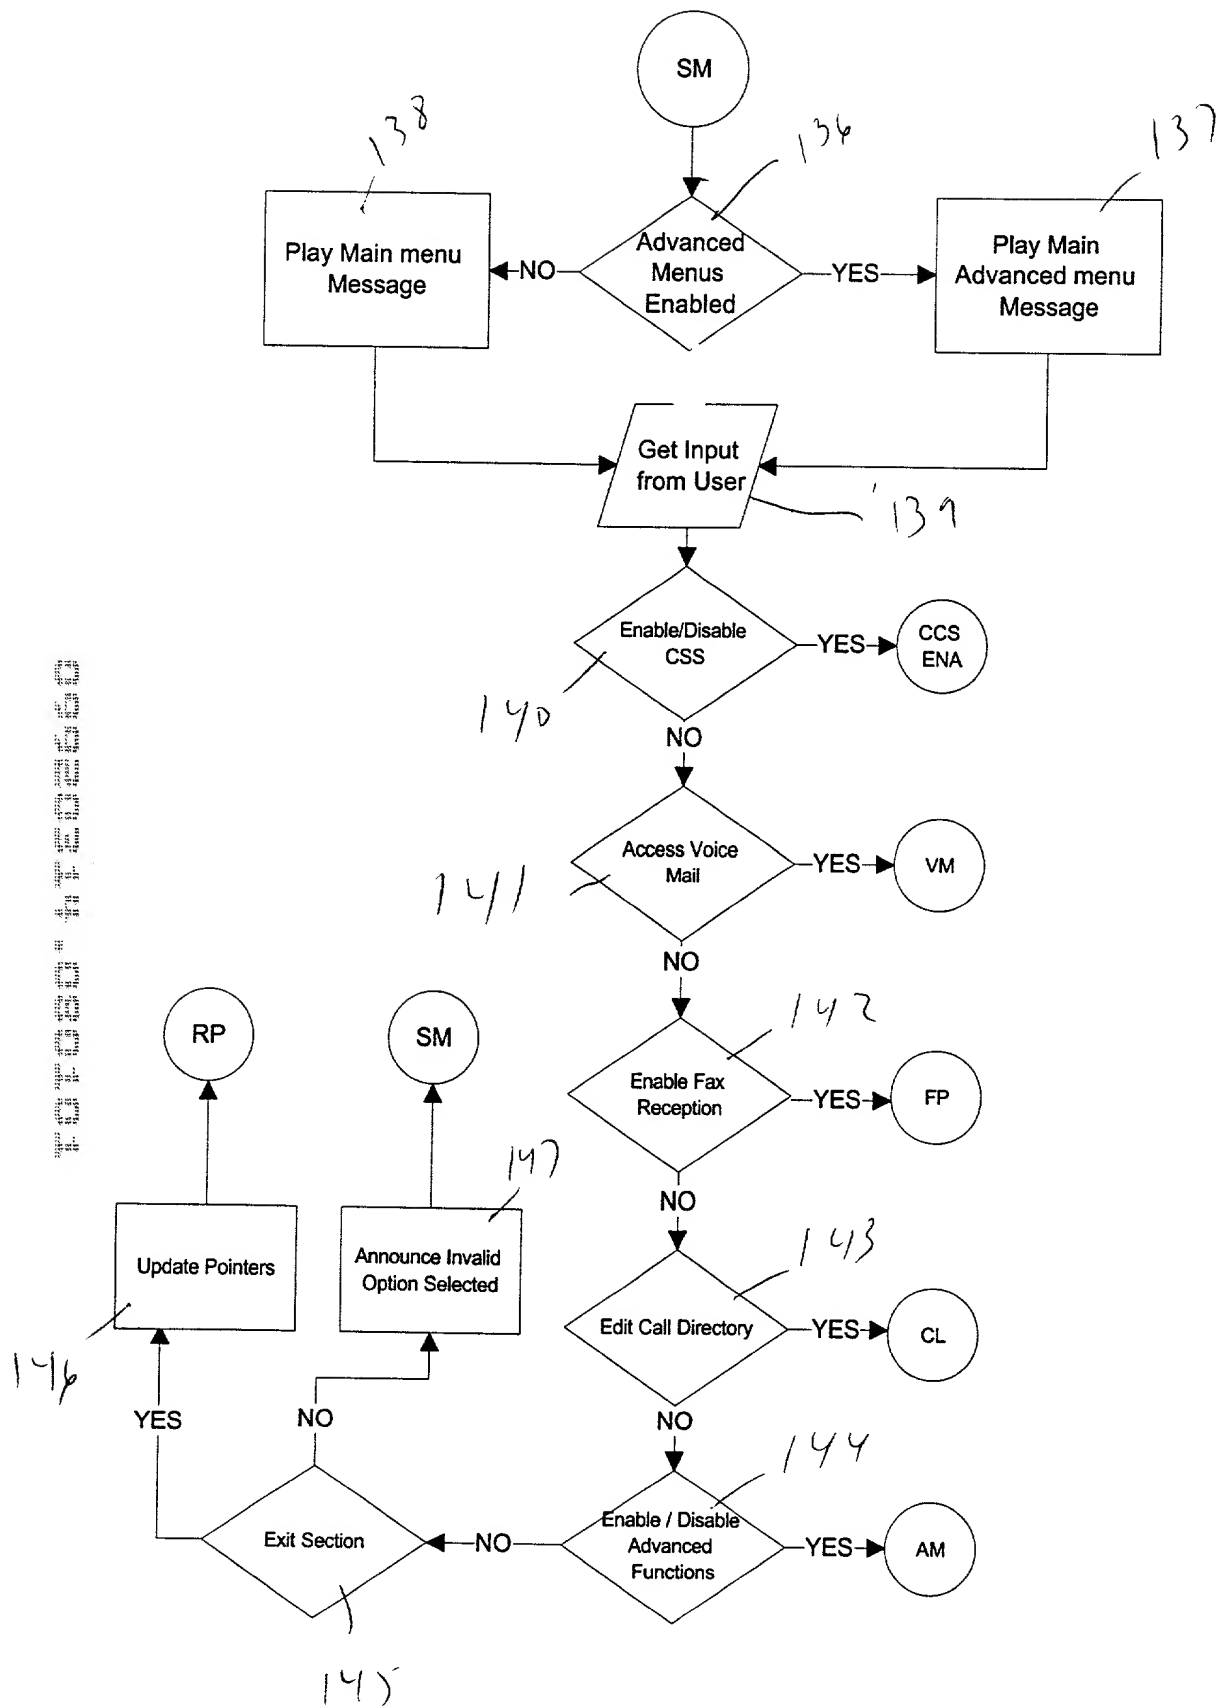 SM
138
136
137
Play Main menu
Message
NO
Advanced
Menus
Enabled
YES
Play Main
Advanced menu
Message
Get Input
from User
139
Enable/Disable
CSS
YES
CCS
ENA
140
NO
Access Voice
Mail
YES
VM
141
NO
142
RP
SM
Enable Fax
Reception
YES
FP
147
NO
143
Update Pointers
Announce Invalid
Option Selected
Edit Call Directory
YES
CL
146
YES
NO
NO
144
Exit Section
NO
Enable / Disable
Advanced
Functions
YES
AM
145